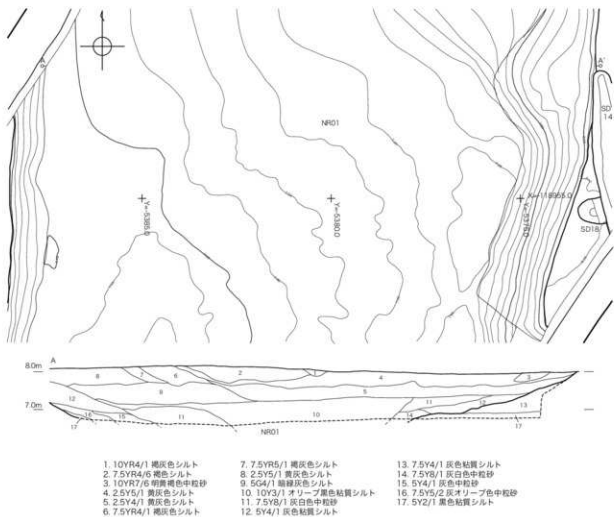 A
A'
SD
14
NR01
X=-118955.0
Y=-5385.0
Y=-5380.0
Y=-5375.0
SD18
8.0m
A
8
7
6
2
1
4
3
9
5
12
7.0m
16
15
11
10
11
12
13
14
17
17
NR01
1. 10YR4/1 褐灰色シルト
2. 7.5YR4/6 褐色シルト
3. 10YR7/6 明黄褐色中粒砂
4. 2.5Y5/1 黄灰色シルト
5. 2.5Y4/1 黄灰色シルト
6. 7.5YR4/1 褐灰色シルト
7. 7.5YR5/1 褐灰色シルト
8. 2.5Y5/1 黄灰色シルト
9. 5G4/1 暗緑灰色シルト
10. 10Y3/1 オリーブ黒色粘質シルト
11. 7.5Y8/1 灰白色中粒砂
12. 5Y4/1 灰色粘質シルト
13. 7.5Y4/1 灰色粘質シルト
14. 7.5Y8/1 灰白色中粒砂
15. 5Y4/1 灰色中粒砂
16. 7.5Y5/2 灰オリーブ色中粒砂
17. 5Y2/1 黒色粘質シルト